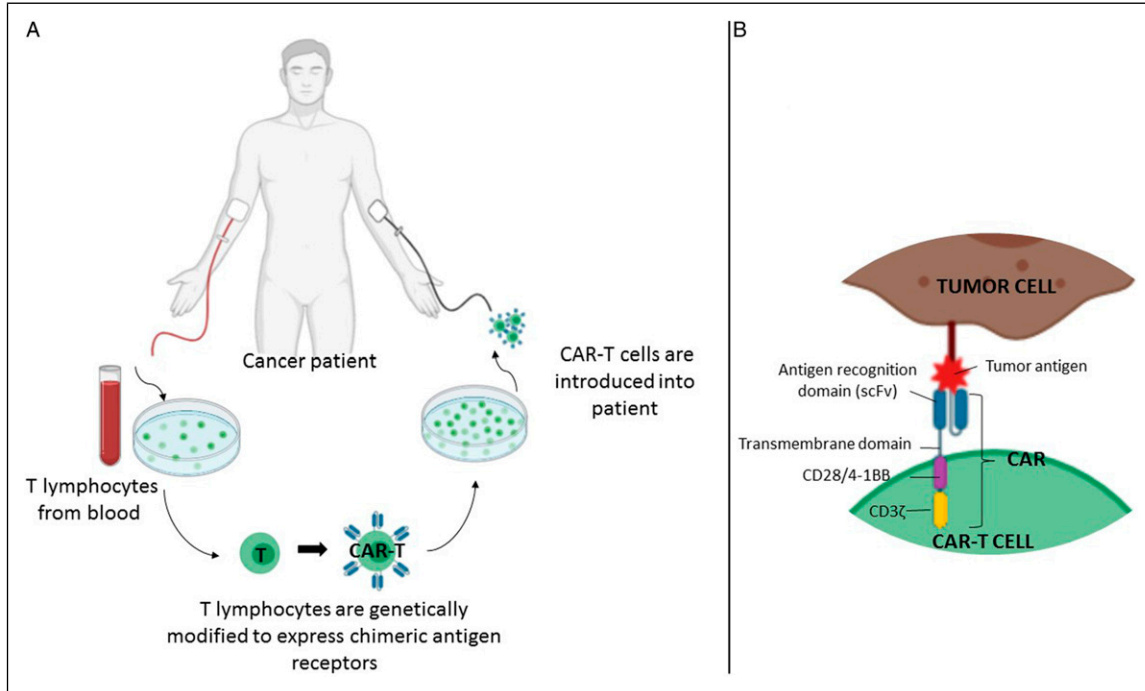 A
Cancer patient
T lymphocytes
from blood
T
CAR-T
T lymphocytes are genetically
modified to express chimeric antigen
receptors
CAR-T cells are
introduced into
patient
B
TUMOR CELL
Antigen recognition
domain (scFv)
Tumor antigen
Transmembrane domain
CAR
CD28/4-1BB
CD3ζ
CAR-T CELL